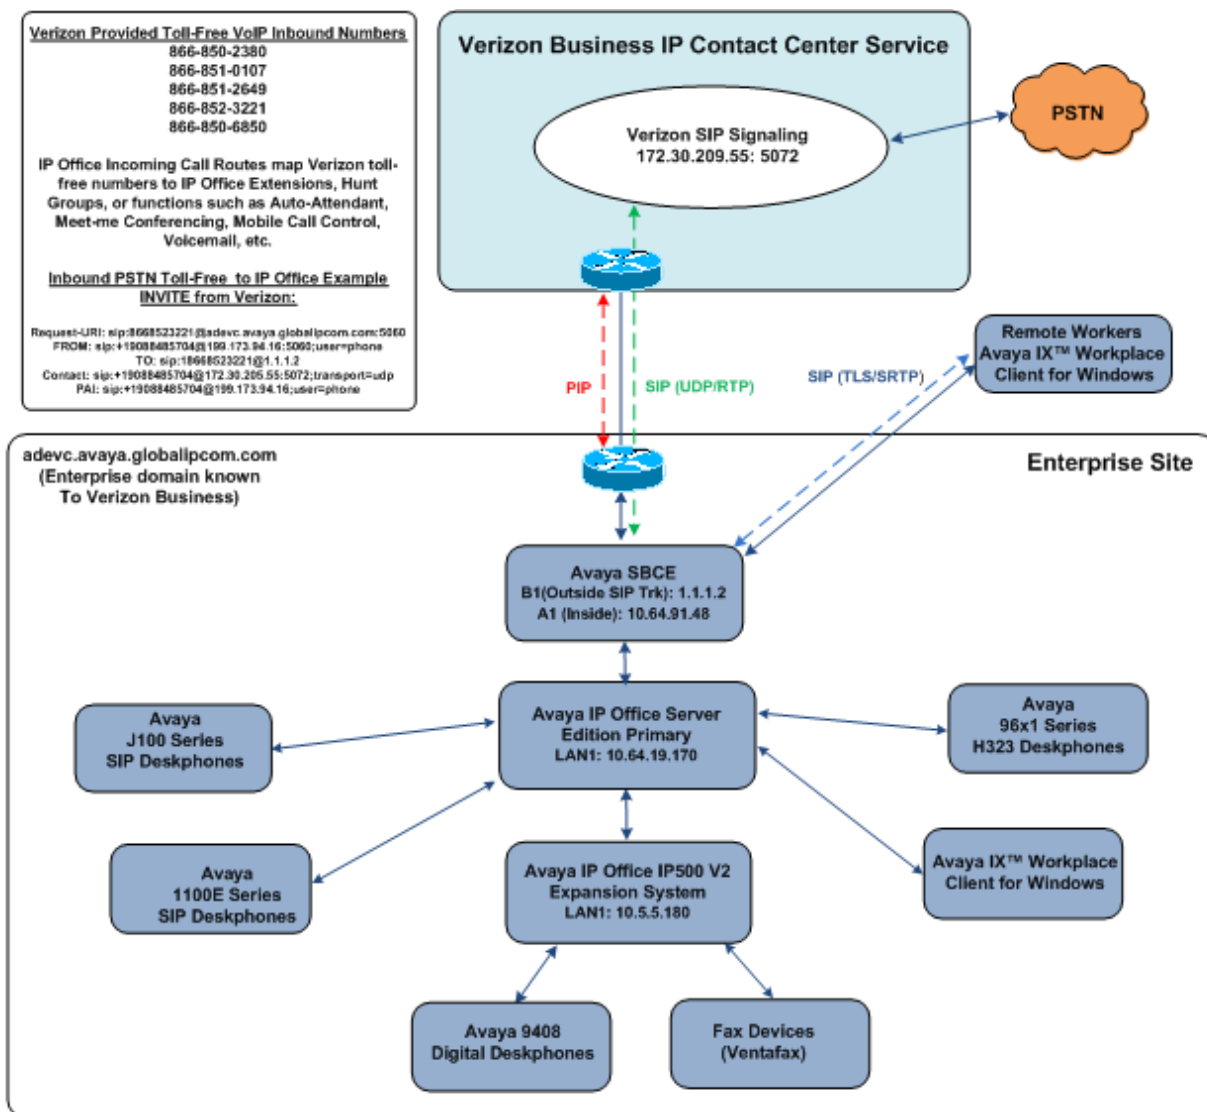 Verizon Provided Toll-Free VoIP Inbound Numbers
866-850-2380
866-851-0107
866-851-2649
866-852-3221
866-850-6850
IP Office Incoming Call Routes map Verizon toll-
free numbers to IP Office Extensions, Hunt
Groups, or functions such as Auto-Attendant,
Meet-me Conferencing, Mobile Call Control,
Voicemail, etc.
Inbound PSTN Toll-Free to IP Office Example
INVITE from Verizon:
Request-URI: sip:8668523221@adevc.avaya.globalipcom.com:5060
FROM: sip:+19088485704@199.173.94.16:5060;user=phone
TO: sip:18668523221@1.1.1.2
Contact: sip:+19088485704@172.30.205.55:5072;transport=udp
PAI: sip:+19088485704@199.173.94.16;user=phone
Verizon Business IP Contact Center Service
Verizon SIP Signaling
172.30.209.55: 5072
PSTN
PIP
SIP (UDP/RTP)
SIP (TLS/SRTP)
Remote Workers
Avaya IX™ Workplace
Client for Windows
adevc.avaya.globalipcom.com
(Enterprise domain known
To Verizon Business)
Enterprise Site
Avaya SBCE
B1(Outside SIP Trk): 1.1.1.2
A1 (Inside): 10.64.91.48
Avaya
J100 Series
SIP Deskphones
Avaya IP Office Server
Edition Primary
LAN1: 10.64.19.170
Avaya
96x1 Series
H323 Deskphones
Avaya
1100E Series
SIP Deskphones
Avaya IP Office IP500 V2
Expansion System
LAN1: 10.5.5.180
Avaya IX™ Workplace
Client for Windows
Avaya 9408
Digital Deskphones
Fax Devices
(Ventafax)